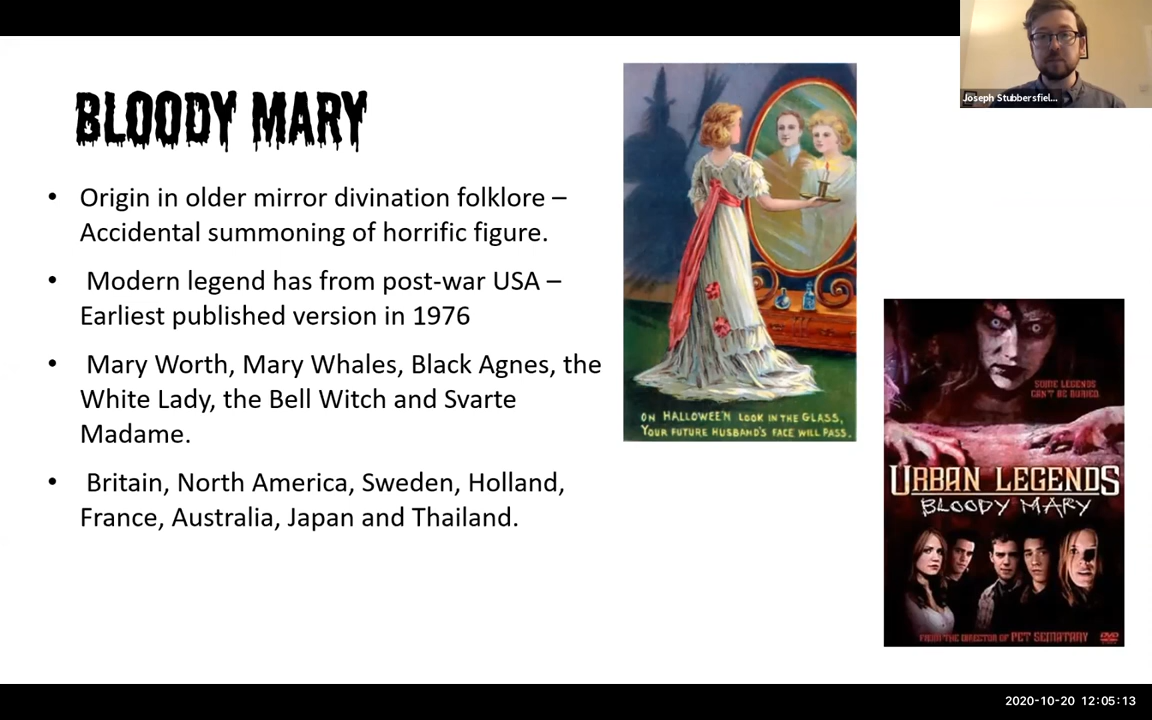 BLOODY MARY
• Origin in older mirror divination folklore –
Accidental summoning of horrific figure.
• Modern legend has from post-war USA –
Earliest published version in 1976
• Mary Worth, Mary Whales, Black Agnes, the
White Lady, the Bell Witch and Svarte
Madame.
• Britain, North America, Sweden, Holland,
France, Australia, Japan and Thailand.
ON HALLOWE'EN LOOK IN THE GLASS,
YOUR FUTURE HUSBAND'S FACE WILL PASS.
SOME LEGENDS
CAN'T BE BURIED.
URBAN LEGENDS
BLOODY MARY
FROM THE DIRECTOR OF PET SEMATARY
DVD
Joseph Stubbersfiel...
2020-10-20 12:05:13